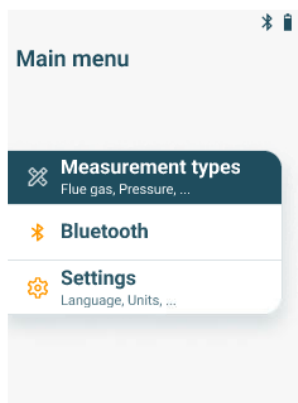 Main menu
Measurement types
Flue gas, Pressure, ...
Bluetooth
Settings
Language, Units, ...